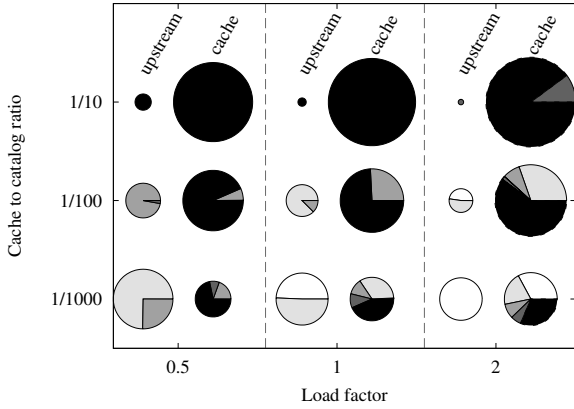 upstream cache upstream cache upstream cache
Cache to catalog ratio
1/10
1/100
1/1000
0.5 1 2
Load factor